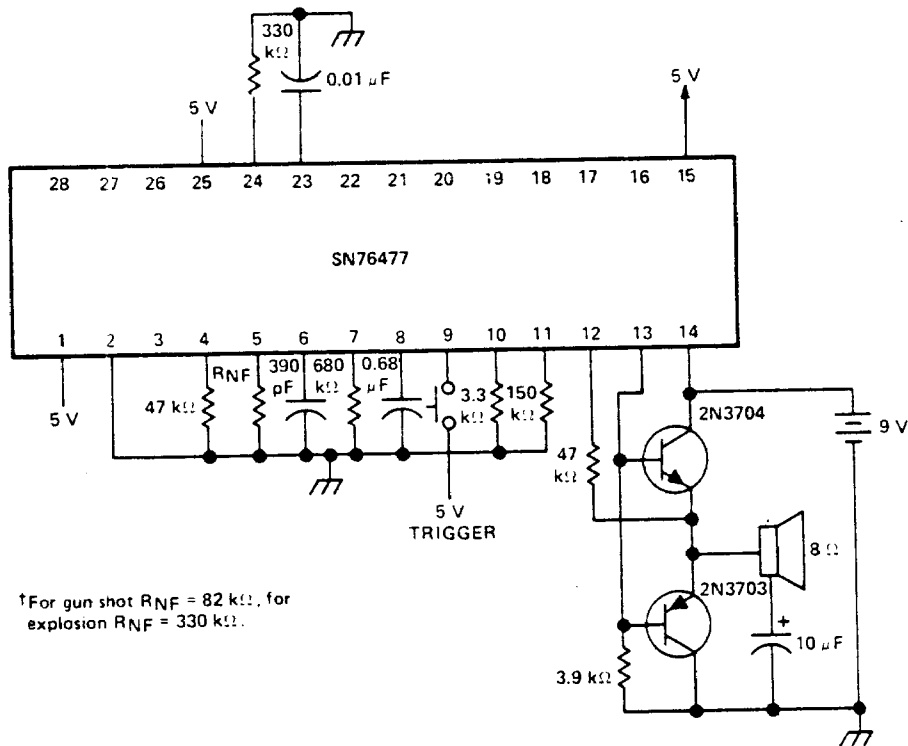 330
kΩ
0.01 μF
5 V
5 V
28 27 26 25 24 23 22 21 20 19 18 17 16 15
SN76477
1 2 3 4 5 6 7 8 9 10 11 12 13 14
5 V
47 kΩ
RNF
390
pF
680
kΩ
0.68
μF
3.3
kΩ
150
kΩ
5 V
TRIGGER
47
kΩ
2N3704
9 V
8 Ω
2N3703
+
10 μF
3.9 kΩ
†For gun shot RNF = 82 kΩ, for
explosion RNF = 330 kΩ.